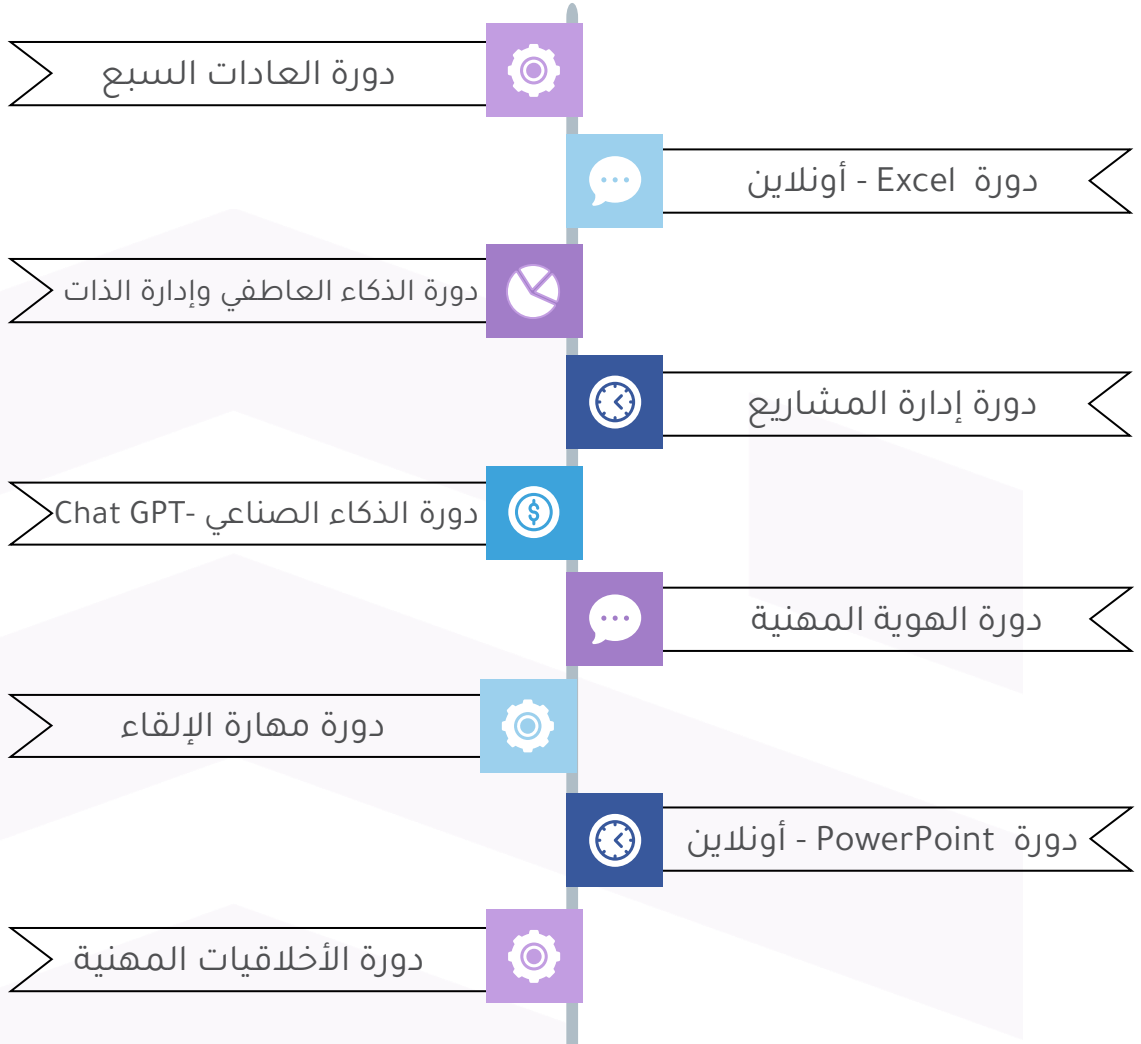 دورة العادات السبع
دورة Excel - أونلاين
دورة الذكاء العاطفي وإدارة الذات
دورة إدارة المشاريع
دورة الذكاء الصناعي -Chat GPT
دورة الهوية المهنية
دورة مهارة الإلقاء
دورة PowerPoint - أونلاين
دورة الأخلاقيات المهنية